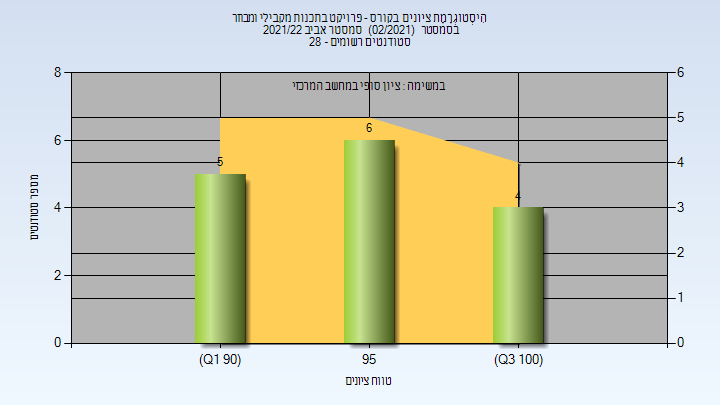 היסטוגרמת ציונים בקורס - פרויקט בתכנות מקבילי ומבוזר
בסמסטר (02/2021) סמסטר אביב 2021/22
סטודנטים רשומים - 28
במשימה : ציון סופי במחשב המרכזי
8
6
4
2
0
6
5
4
3
2
1
0
מספר סטודנטים
5
6
4
(Q1 90)
95
(Q3 100)
טווח ציונים